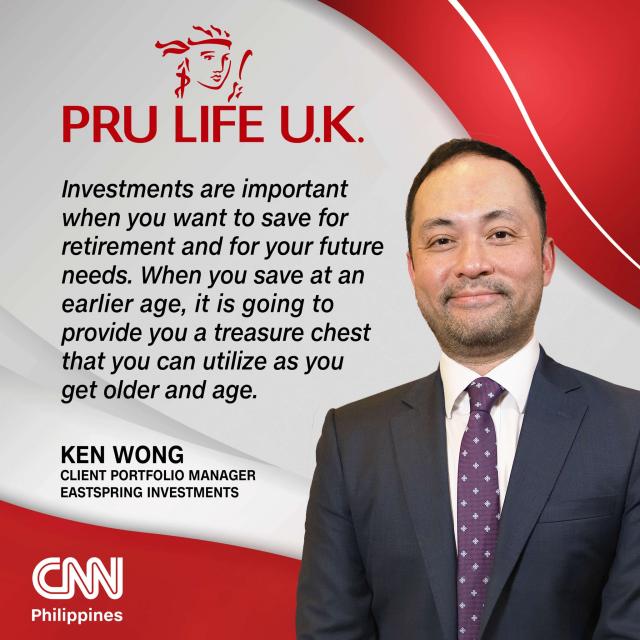 PRU LIFE U.K.
Investments are important
when you want to save for
retirement and for your future
needs. When you save at an
earlier age, it is going to
provide you a treasure chest
that you can utilize as you
get older and age.
KEN WONG
CLIENT PORTFOLIO MANAGER
EASTSPRING INVESTMENTS
CNN
Philippines